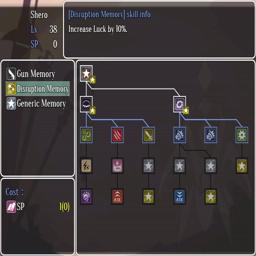 Shero
Lv 38
SP 0
[Disruption Memory] skill info
Increase Luck by 10%.
Gun Memory
Disruption Memory
Generic Memory
Cost :
SP 1(0)